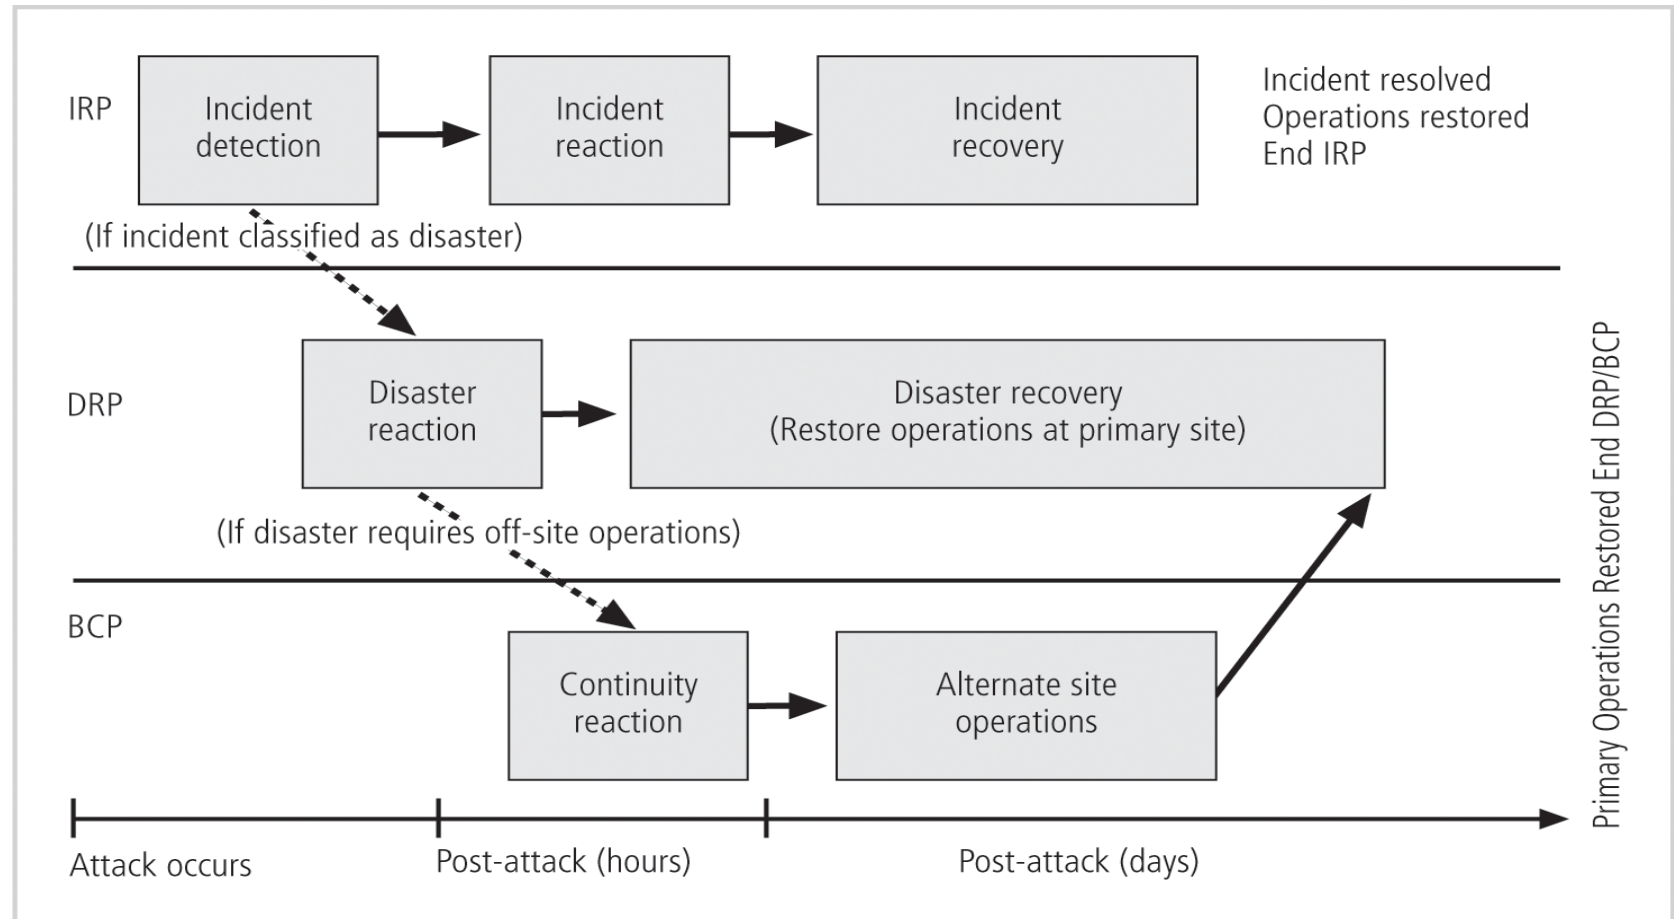 IRP
Incident
detection
Incident
reaction
Incident
recovery
Incident resolved
Operations restored
End IRP
(If incident classified as disaster)
DRP
Disaster
reaction
Disaster recovery
(Restore operations at primary site)
(If disaster requires off-site operations)
BCP
Continuity
reaction
Alternate site
operations
Primary Operations Restored End DRP/BCP
Attack occurs
Post-attack (hours)
Post-attack (days)